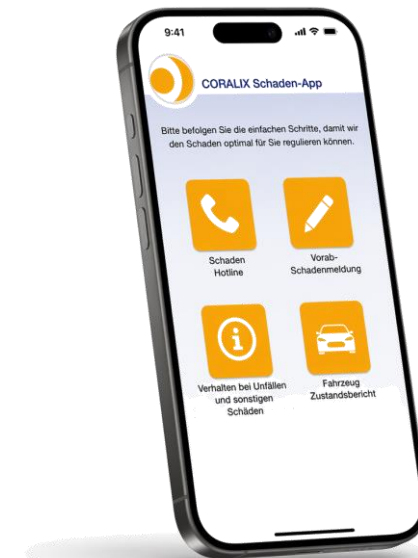 9:41
CORALIX Schaden-App
Bitte befolgen Sie die einfachen Schritte, damit wir
den Schaden optimal für Sie regulieren können.
Schaden
Hotline
Vorab-
Schadenmeldung
Verhalten bei Unfällen
und sonstigen
Schäden
Fahrzeug
Zustandsbericht